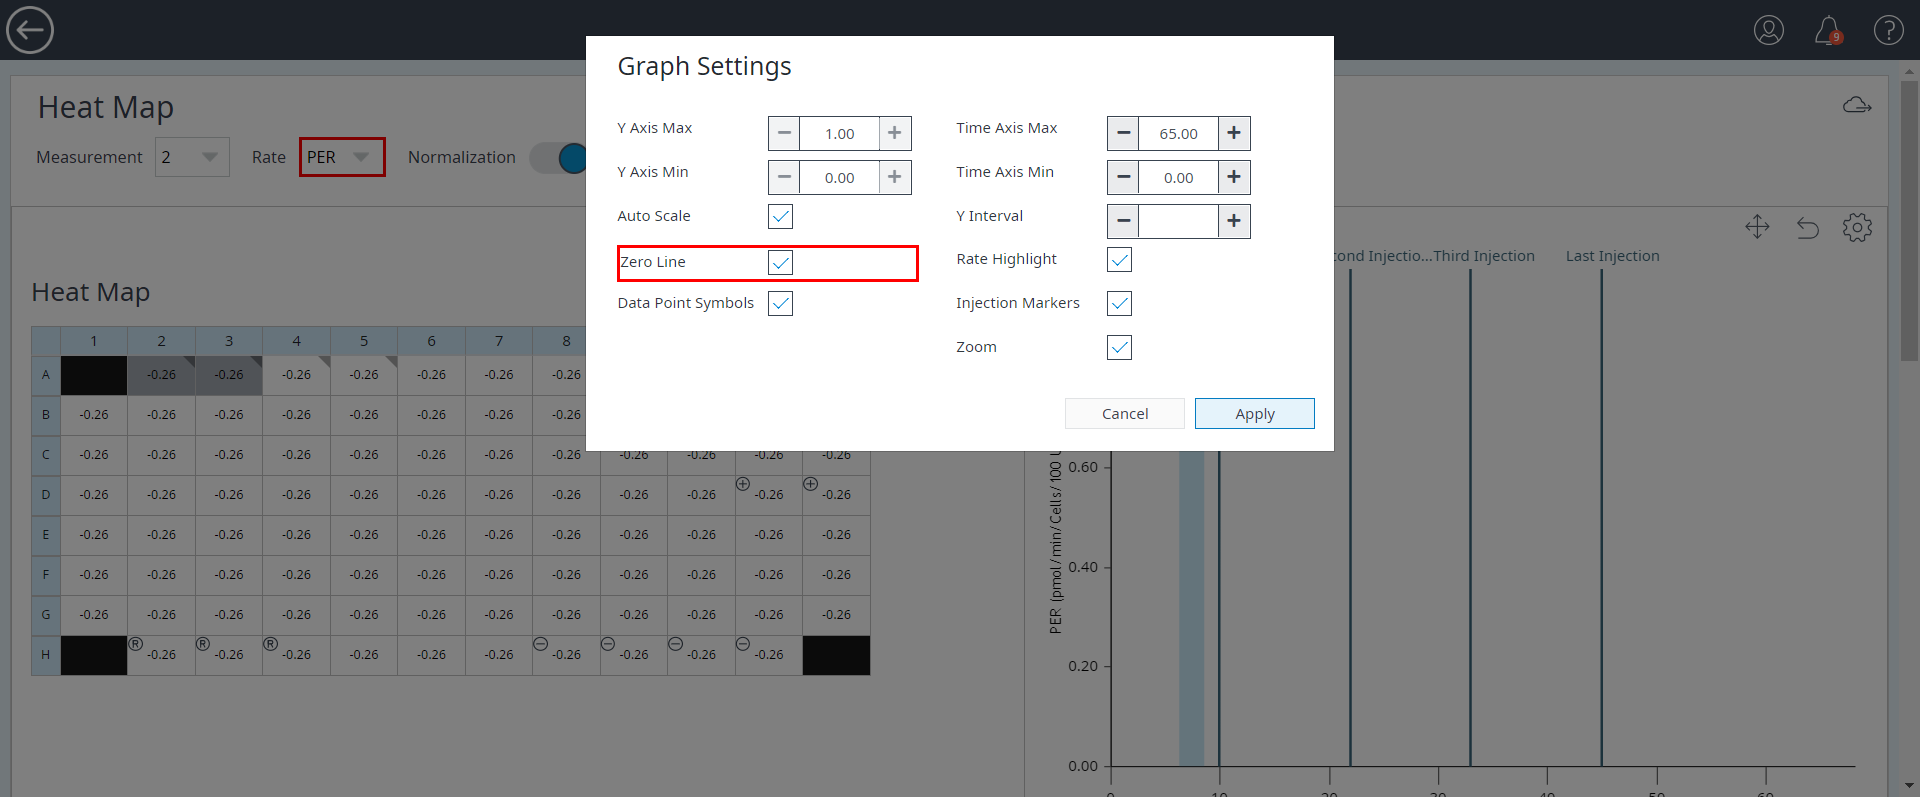 9
Graph Settings
Y Axis Max 1.00 Time Axis Max 65.00
Y Axis Min 0.00 Time Axis Min 0.00
Auto Scale Y Interval
Zero Line Rate Highlight
Data Point Symbols Injection Markers
Zoom
Cancel Apply
Heat Map
Measurement 2 Rate PER Normalization
Heat Map
1 2 3 4 5 6 7 8
A -0.26 -0.26 -0.26 -0.26 -0.26 -0.26 -0.26
B -0.26 -0.26 -0.26 -0.26 -0.26 -0.26 -0.26 -0.26
C -0.26 -0.26 -0.26 -0.26 -0.26 -0.26 -0.26 -0.26 -0.26 -0.26 -0.26 -0.26
D -0.26 -0.26 -0.26 -0.26 -0.26 -0.26 -0.26 -0.26 -0.26 -0.26 -0.26 -0.26
E -0.26 -0.26 -0.26 -0.26 -0.26 -0.26 -0.26 -0.26 -0.26 -0.26 -0.26 -0.26
F -0.26 -0.26 -0.26 -0.26 -0.26 -0.26 -0.26 -0.26 -0.26 -0.26 -0.26 -0.26
G -0.26 -0.26 -0.26 -0.26 -0.26 -0.26 -0.26 -0.26 -0.26 -0.26 -0.26 -0.26
H ® -0.26 ® -0.26 ® -0.26 -0.26 -0.26 -0.26 -0.26 -0.26 -0.26 -0.26
ond Injectio... Third Injection Last Injection
PER (pmol/min/Cells/100
0.60
0.40
0.20
0.00
0 10 20 30 40 50 60